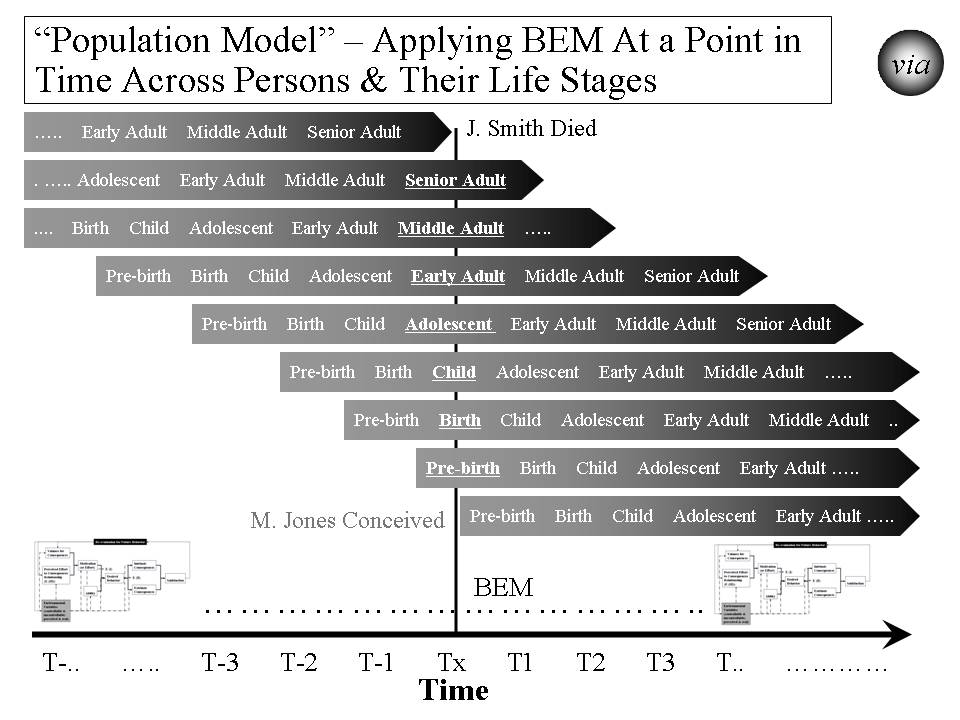 “Population Model” – Applying BEM At a Point in
Time Across Persons & Their Life Stages
via
….. Early Adult Middle Adult Senior Adult
J. Smith Died
. ….. Adolescent Early Adult Middle Adult Senior Adult
.... Birth Child Adolescent Early Adult Middle Adult …..
Pre-birth Birth Child Adolescent Early Adult Middle Adult Senior Adult
Pre-birth Birth Child Adolescent Early Adult Middle Adult Senior Adult
Pre-birth Birth Child Adolescent Early Adult Middle Adult …..
Pre-birth Birth Child Adolescent Early Adult Middle Adult ..
Pre-birth Birth Child Adolescent Early Adult …..
Pre-birth Birth Child Adolescent Early Adult …..
M. Jones Conceived
BEM
T-.. ….. T-3 T-2 T-1 Tx T1 T2 T3 T.. …………
Time